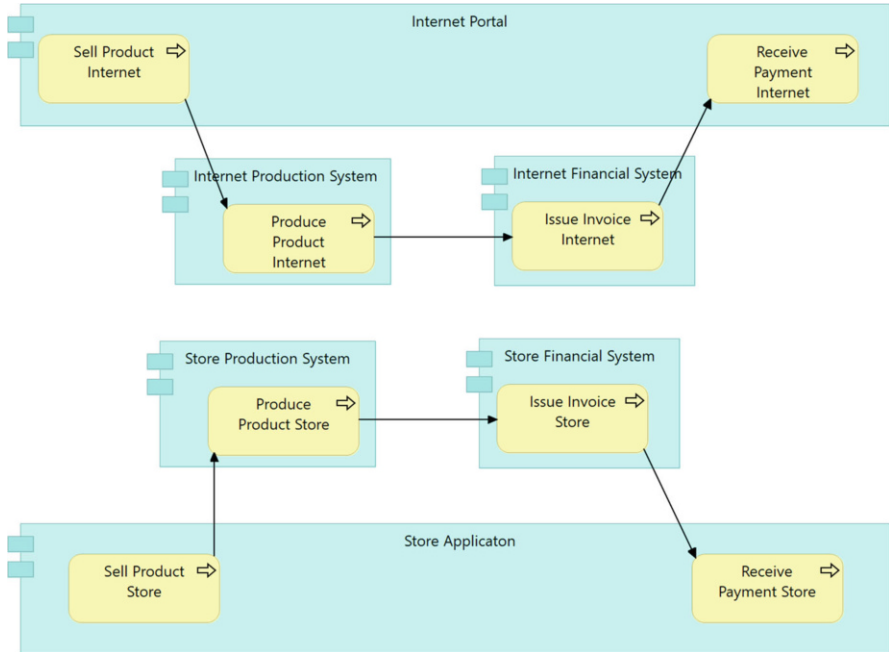 Internet Portal
Sell Product
Internet
Receive
Payment
Internet
Internet Production System
Internet Financial System
Produce
Product
Internet
Issue Invoice
Internet
Store Production System
Store Financial System
Produce
Product Store
Issue Invoice
Store
Store Applicaton
Sell Product
Store
Receive
Payment Store